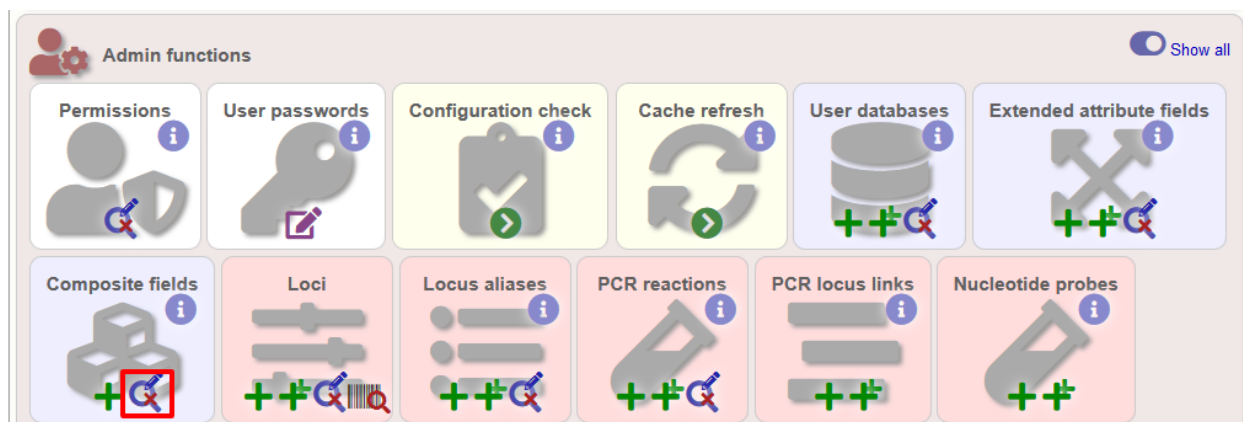 Admin functions
Show all
Permissions
User passwords
Configuration check
Cache refresh
User databases
Extended attribute fields
Composite fields
Loci
Locus aliases
PCR reactions
PCR locus links
Nucleotide probes